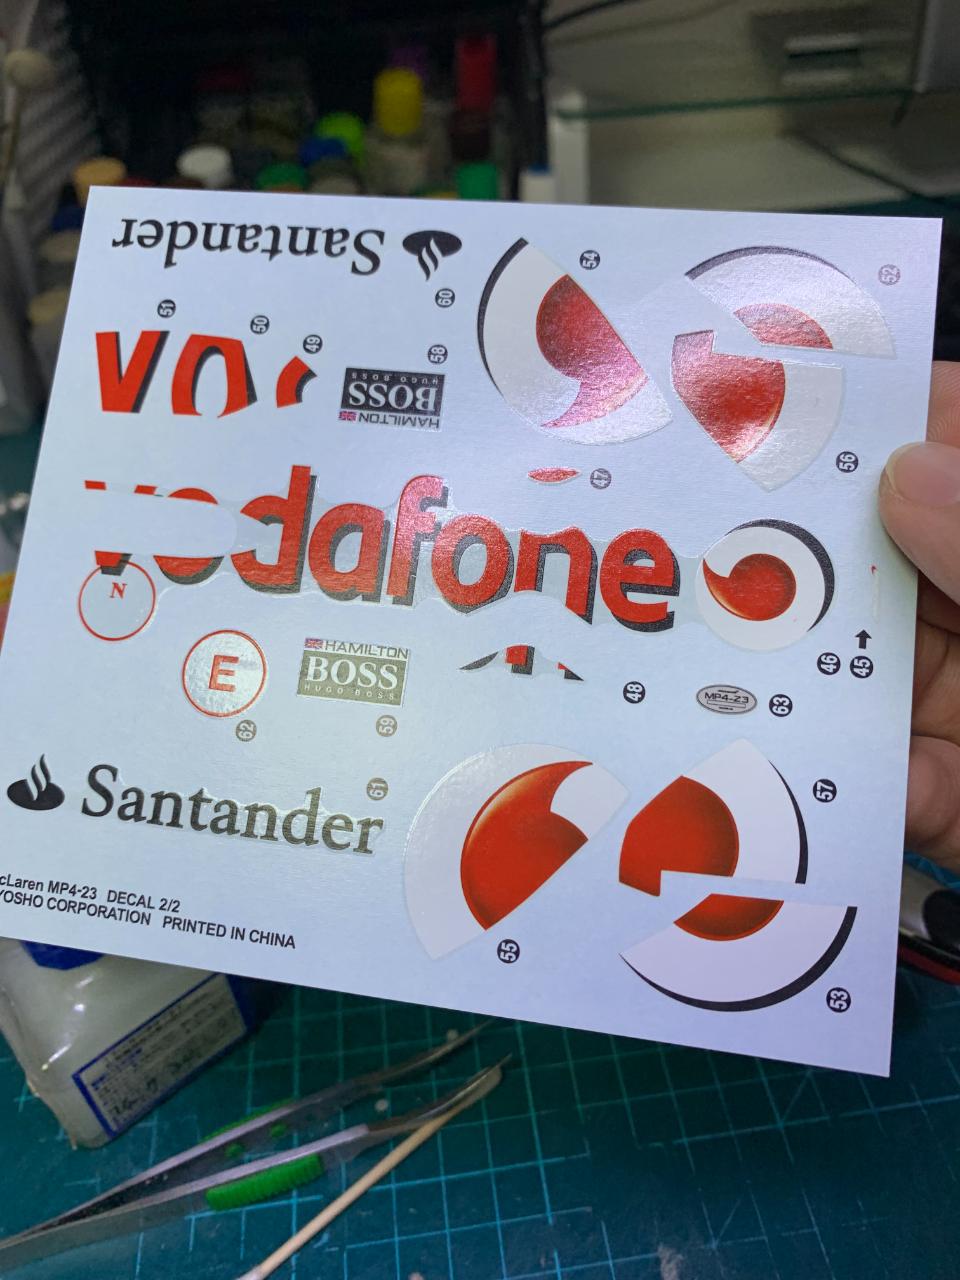 Santander
60
54
52
51
50
49
58
HAMILTON
BOSS
HUGO BOSS
VO
56
47
vodafone
N
46
45
E
HAMILTON
BOSS
HUGO BOSS
48
MP4-23
63
62
59
61
Santander
57
cLaren MP4-23 DECAL 2/2
YOSHO CORPORATION PRINTED IN CHINA
55
53